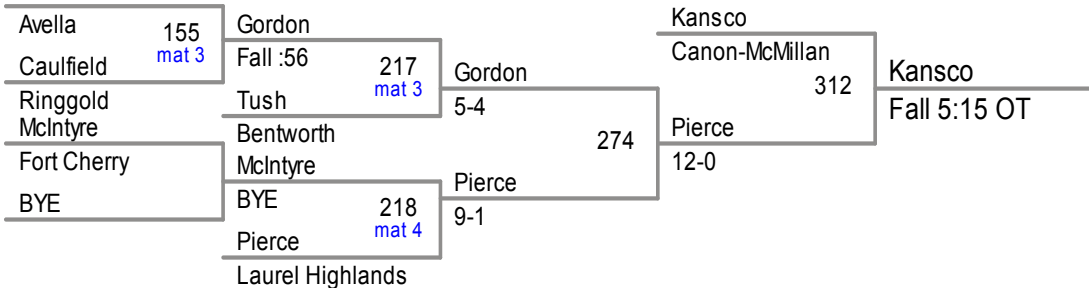 Avella
155
mat 3
Caulfield
Ringgold
McIntyre
Fort Cherry
BYE
Gordon
Fall :56
217
mat 3
Tush
Bentworth
McIntyre
BYE
218
mat 4
Pierce
Laurel Highlands
Gordon
5-4
274
Pierce
9-1
Kansco
Canon-McMillan
312
Pierce
12-0
Kansco
Fall 5:15 OT